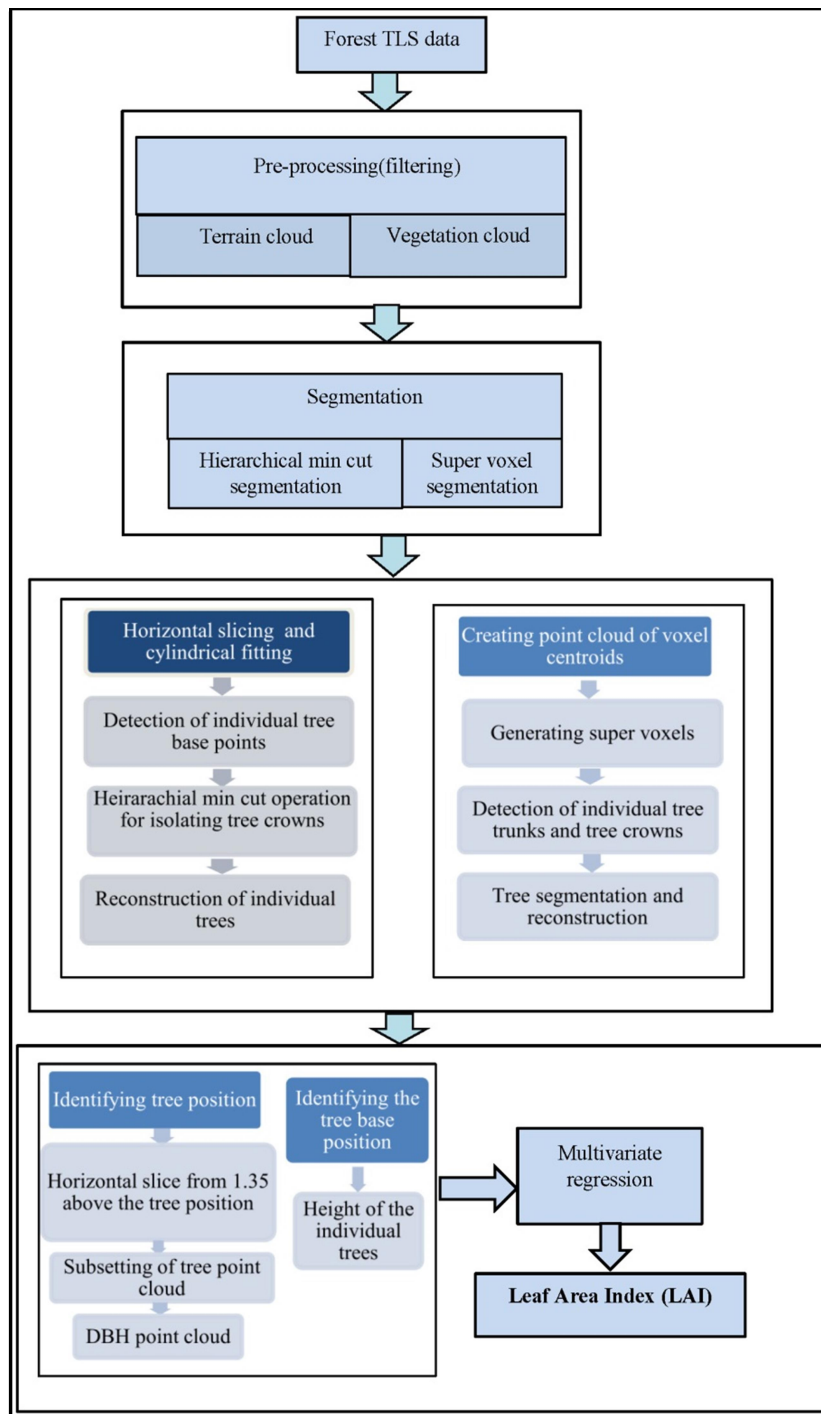 Forest TLS data
Pre-processing(filtering)
Terrain cloud
Vegetation cloud
Segmentation
Hierarchical min cut
segmentation
Super voxel
segmentation
Horizontal slicing and
cylindrical fitting
Detection of individual tree
base points
Heirarachial min cut operation
for isolating tree crowns
Reconstruction of individual
trees
Creating point cloud of voxel
centroids
Generating super voxels
Detection of individual tree
trunks and tree crowns
Tree segmentation and
reconstruction
Identifying tree position
Horizontal slice from 1.35
above the tree position
Subsetting of tree point
cloud
DBH point cloud
Identifying the
tree base
position
Height of the
individual
trees
Multivariate
regression
Leaf Area Index (LAI)